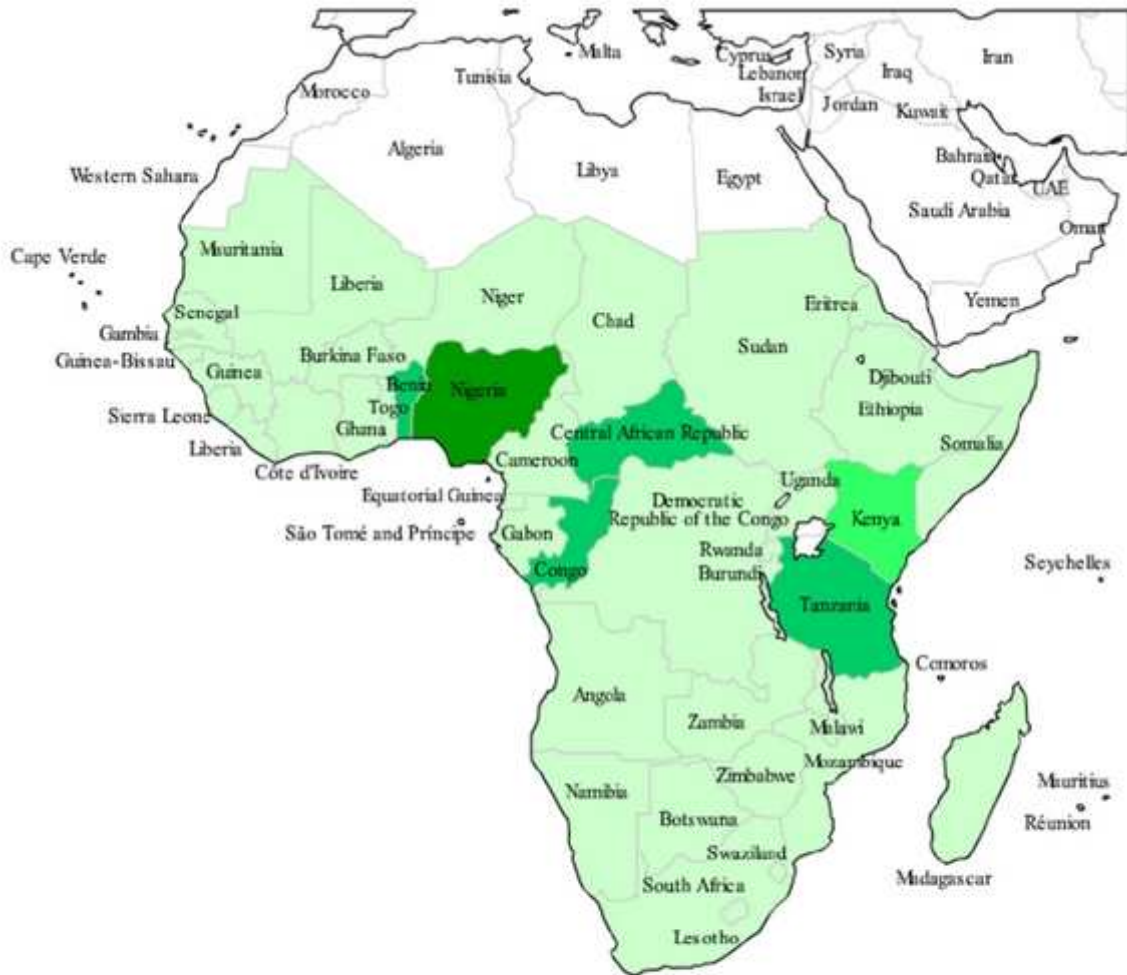 Malta
Cyprus
Syria
Iran
Tunisia
Lebanon
Iraq
Morocco
Israel
Jordan
Kuwait
Algeria
Libya
Egypt
Bahrain
Western Sahara
Qatar
UAE
Saudi Arabia
Oman
Mauritania
Cape Verde
Liberia
Niger
Eritrea
Yemen
Senegal
Chad
Gambia
Sudan
Guinea-Bissau
Burkina Faso
Guinea
Benin
Nigeria
Djibouti
Togo
Ethiopia
Sierra Leone
Ghana
Central African Republic
Liberia
Somalia
Cameroon
Côte d'Ivoire
Uganda
Equatorial Guinea
Democratic
Republic of the Congo
Kenya
São Tomé and Príncipe
Gabon
Rwanda
Congo
Burundi
Seychelles
Tanzania
Comoros
Angola
Zambia
Malawi
Mozambique
Zimbabwe
Mauritius
Namibia
Botswana
Réunion
Swaziland
South Africa
Madagascar
Lesotho